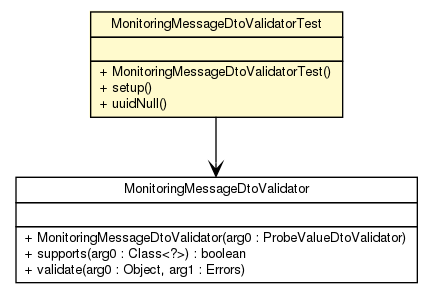 MonitoringMessageDtoValidatorTest
+ MonitoringMessageDtoValidatorTest()
+ setup()
+ uuidNull()
MonitoringMessageDtoValidator
+ MonitoringMessageDtoValidator(arg0 : ProbeValueDtoValidator)
+ supports(arg0 : Class<?>) : boolean
+ validate(arg0 : Object, arg1 : Errors)